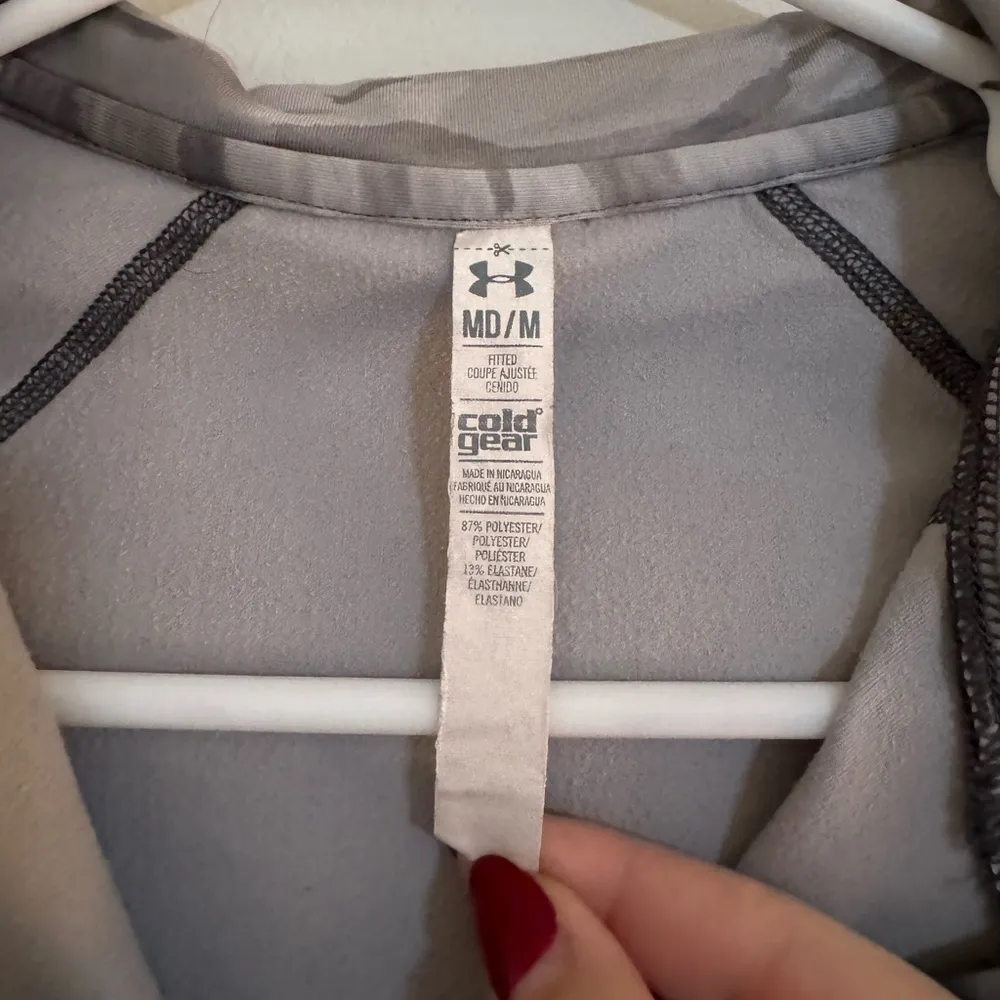 MD/M
FITTED
COUPE AJUSTÉE
CENIDO
cold
gear
MADE IN NICARAGUA
FABRIQUÉ AU NICARAGUA
HECHO EN NICARAGUA
87% POLYESTER/
POLYESTER/
POLIÉSTER
13% ELASTANE/
ÉLASTHANNE/
ELASTANO